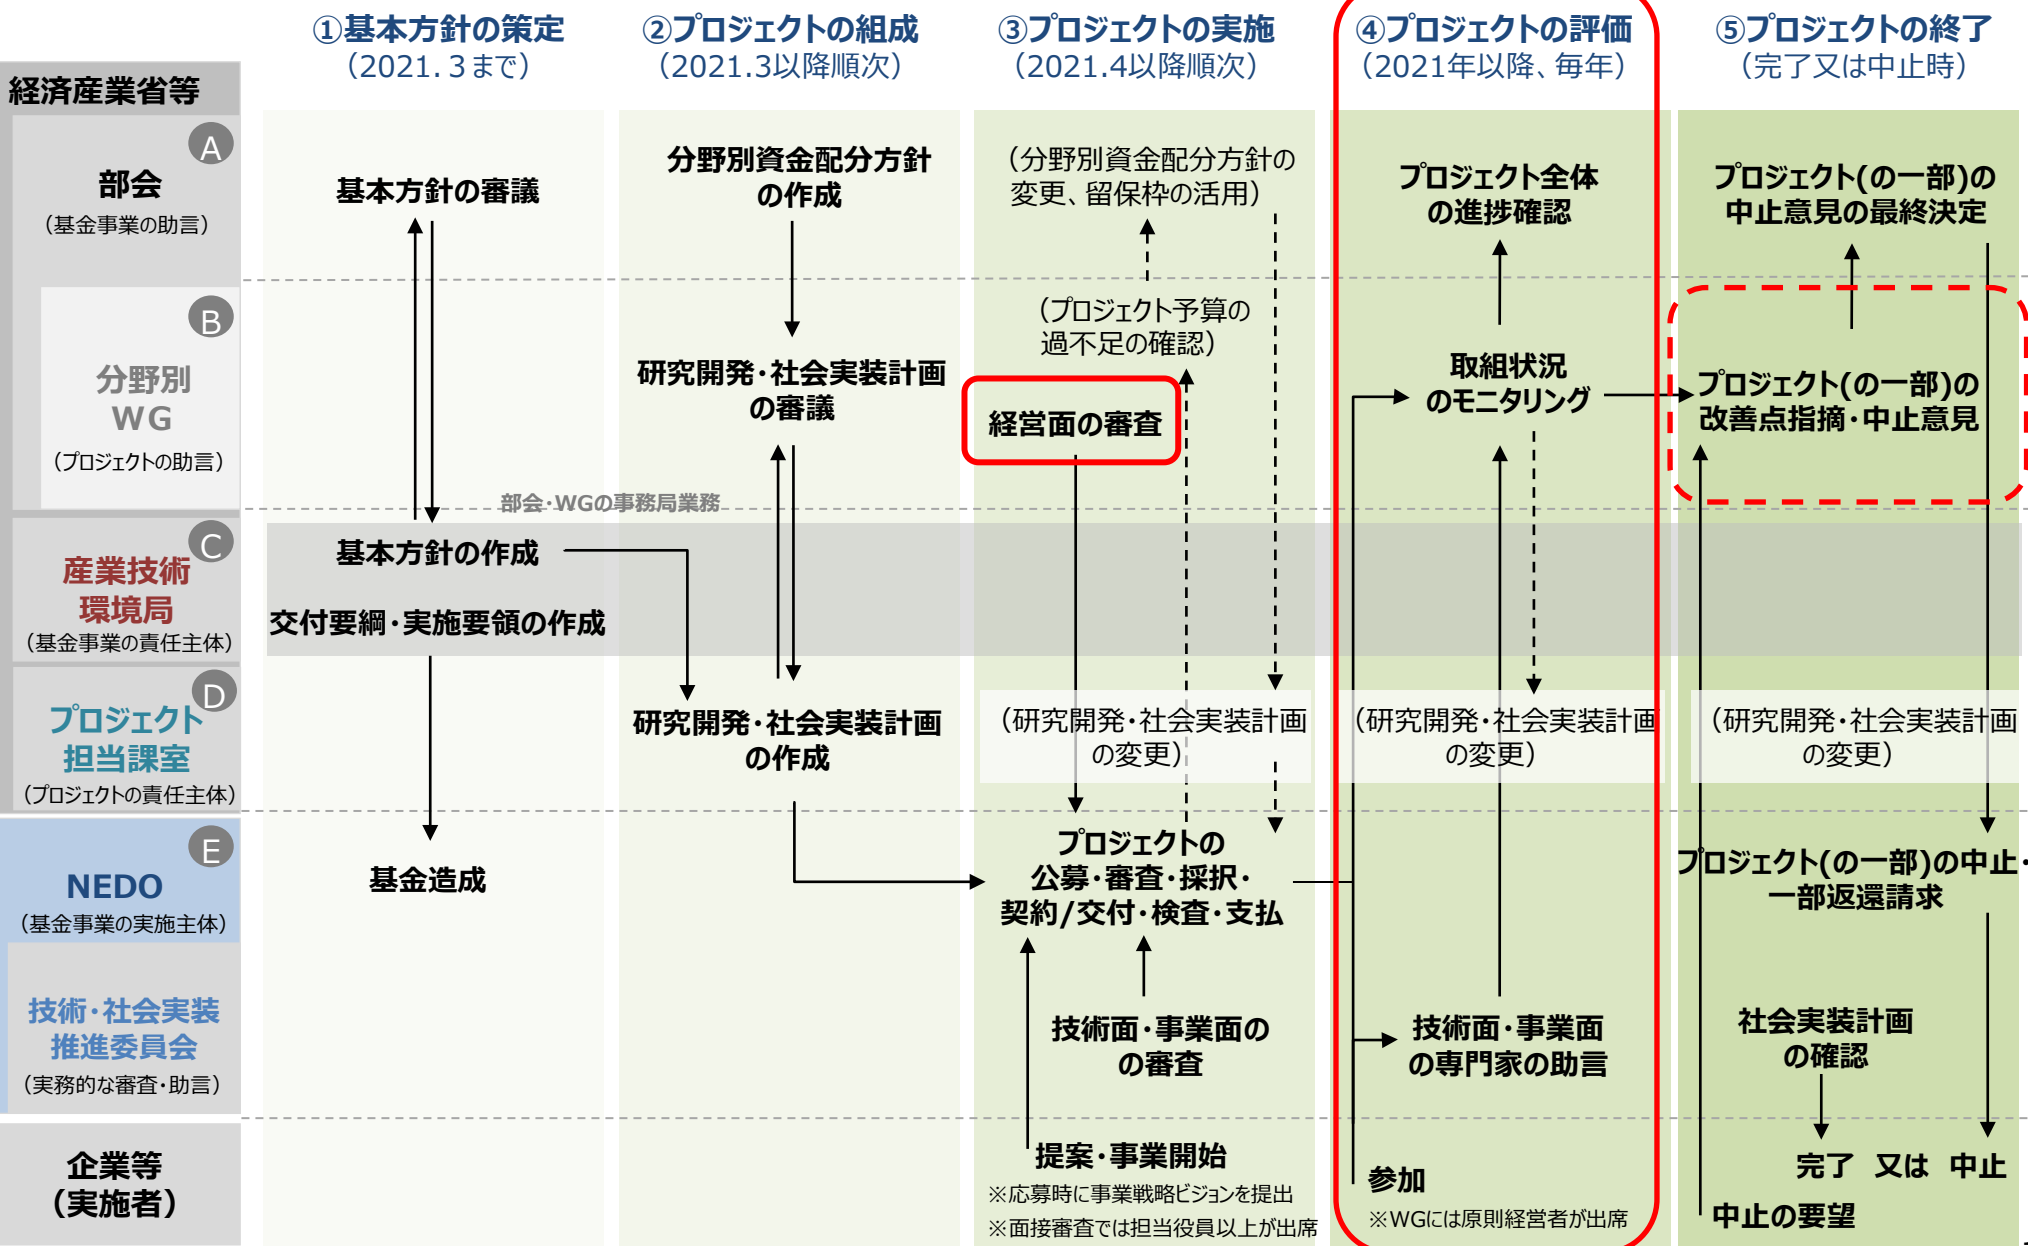 ①基本方針の策定
（2021.３まで）
②プロジェクトの組成
（2021.3以降順次）
③プロジェクトの実施
（2021.4以降順次）
④プロジェクトの評価
（2021年以降、毎年）
⑤プロジェクトの終了
（完了又は中止時）
経済産業省等
A
部会
（基金事業の助言）
基本方針の審議
分野別資金配分方針
の作成
（分野別資金配分方針の
変更、留保枠の活用）
プロジェクト全体
の進捗確認
プロジェクト(の一部)の
中止意見の最終決定
B
分野別
WG
（プロジェクトの助言）
研究開発・社会実装計画
の審議
（プロジェクト予算の
過不足の確認）
経営面の審査
取組状況
のモニタリング
プロジェクト(の一部)の
改善点指摘・中止意見
部会・WGの事務局業務
C
産業技術
環境局
（基金事業の責任主体）
基本方針の作成
交付要綱・実施要領の作成
D
プロジェクト
担当課室
（プロジェクトの責任主体）
研究開発・社会実装計画
の作成
（研究開発・社会実装計画
の変更）
（研究開発・社会実装計画
の変更）
（研究開発・社会実装計画
の変更）
E
NEDO
（基金事業の実施主体）
基金造成
プロジェクトの
公募・審査・採択・
契約/交付・検査・支払
プロジェクト(の一部)の中止・
一部返還請求
技術・社会実装
推進委員会
（実務的な審査・助言）
技術面・事業面の
の審査
技術面・事業面
の専門家の助言
社会実装計画
の確認
企業等
（実施者）
提案・事業開始
※応募時に事業戦略ビジョンを提出
※面接審査では担当役員以上が出席
参加
※WGには原則経営者が出席
完了 又は 中止
中止の要望